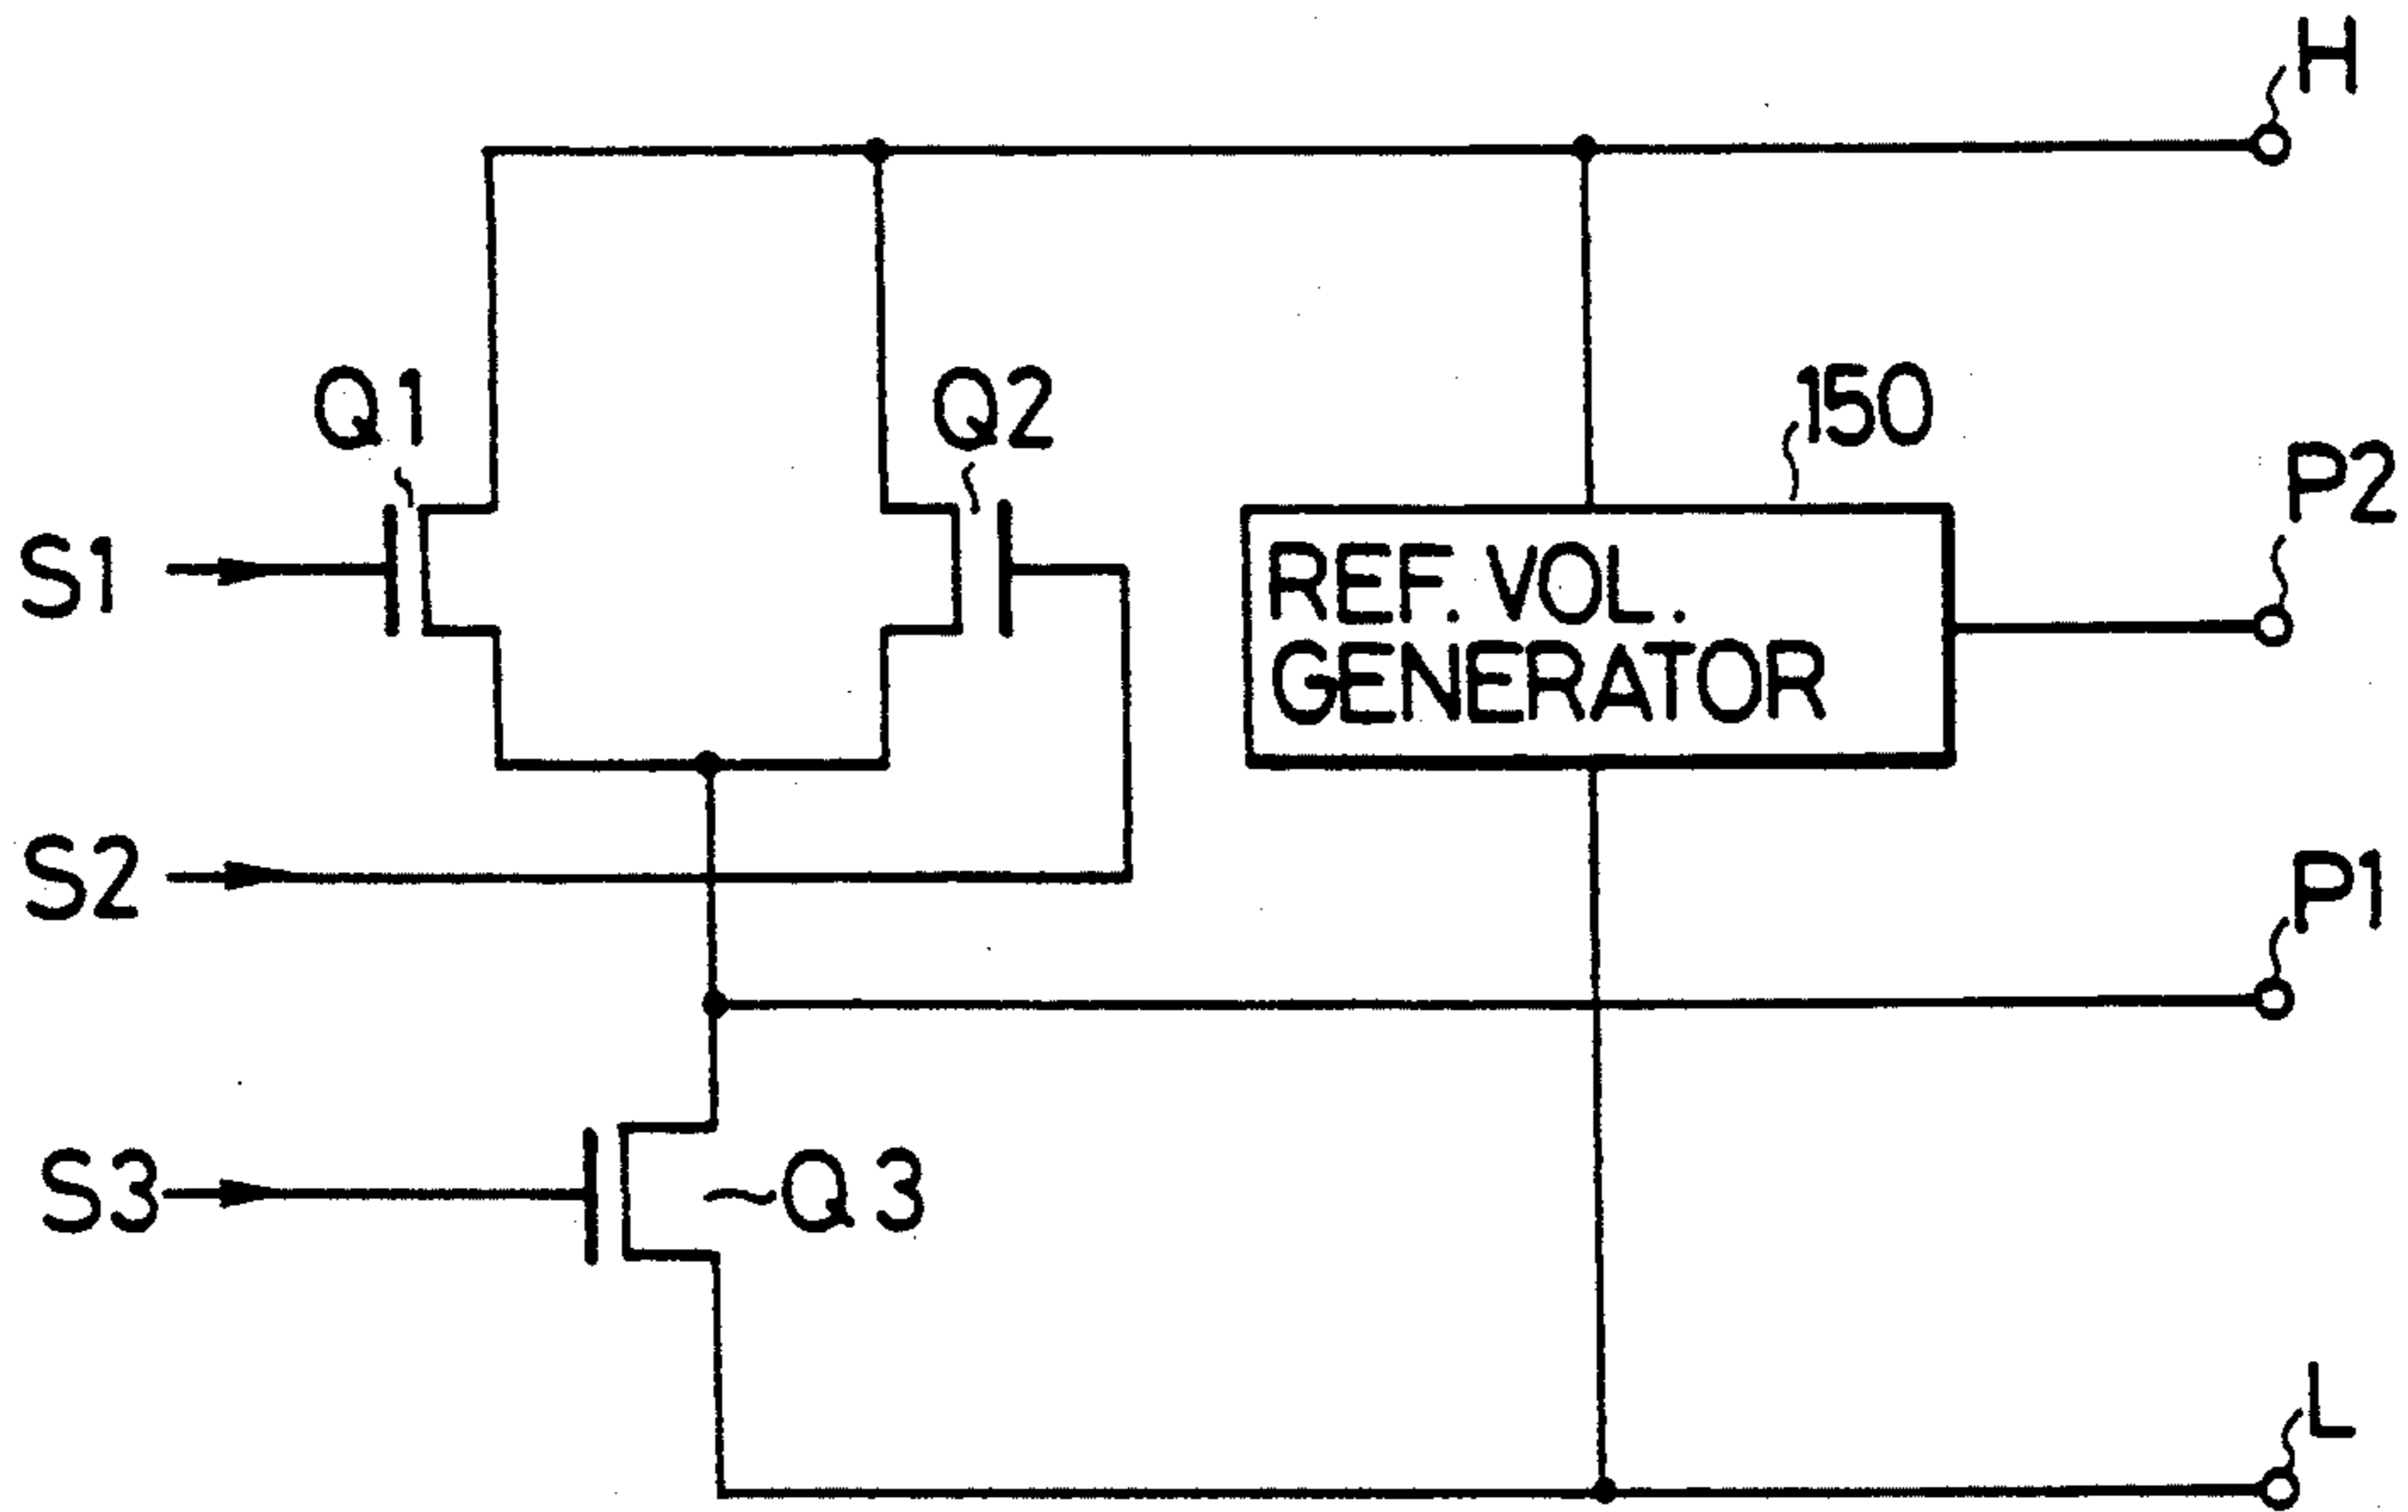 H
Q1
Q2
150
P2
S1
REF. VOL.
GENERATOR
S2
P1
S3
Q3
L